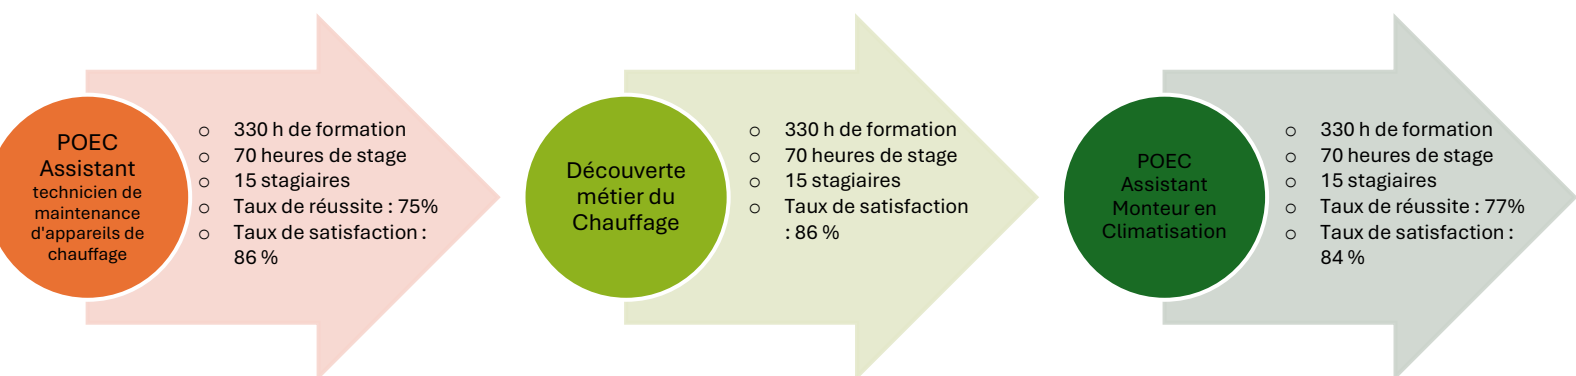 POEC
Assistant
technicien de
maintenance
d'appareils de
chauffage
o 330 h de formation
o 70 heures de stage
o 15 stagiaires
o Taux de réussite : 75%
o Taux de satisfaction :
86 %
Découverte
métier du
Chauffage
o 330 h de formation
o 70 heures de stage
o 15 stagiaires
o Taux de satisfaction
: 86 %
POEC
Assistant
Monteur en
Climatisation
o 330 h de formation
o 70 heures de stage
o 15 stagiaires
o Taux de réussite : 77%
o Taux de satisfaction :
84 %